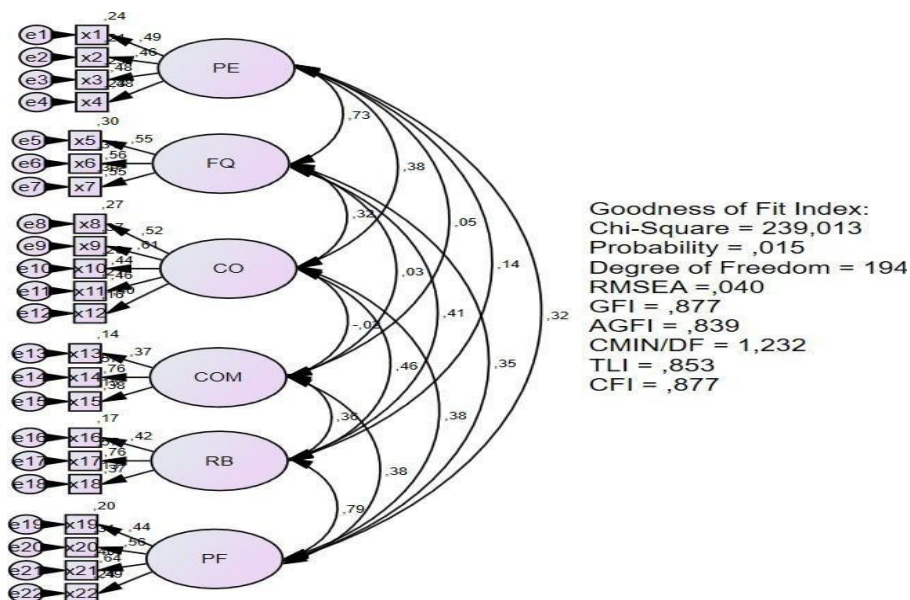 ,24
e1 x1 ,49
e2 x2 ,46
e3 x3 ,48
e4 x4
PE
,30
e5 x5 ,55
e6 x6 ,56
e7 x7 ,55
FQ
,27
e8 x8 ,52
e9 x9 ,61
e10 x10 ,44
e11 x11 ,46
e12 x12
CO
,14
e13 x13 ,37
e14 x14 ,76
e15 x15 ,38
COM
,17
e16 x16 ,42
e17 x17 ,76
e18 x18 ,37
RB
,20
e19 x19 ,44
e20 x20 ,56
e21 x21 ,64
e22 x22 ,49
PF
,73
,38
,32
,05
,03
,14
,41
,32
,46
,35
,36
,38
,38
,79
Goodness of Fit Index:
Chi-Square = 239,013
Probability = ,015
Degree of Freedom = 194
RMSEA =,040
GFI = ,877
AGFI = ,839
CMIN/DF = 1,232
TLI = ,853
CFI = ,877